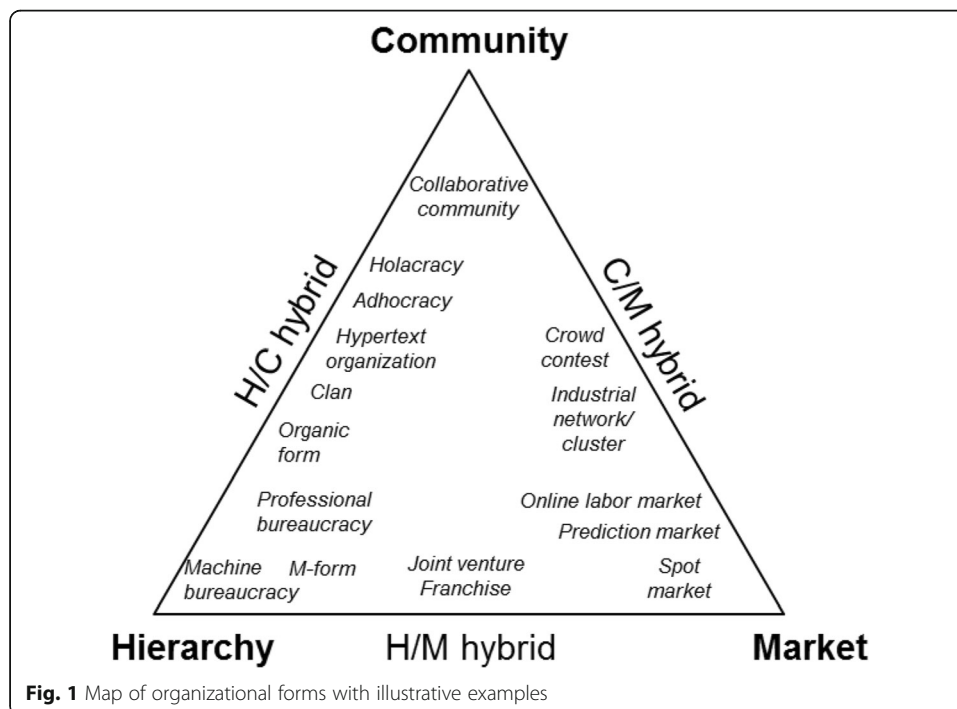 Community
Collaborative
community
H/C hybrid
C/M hybrid
Holacracy
Adhocracy
Hypertext
organization
Crowd
contest
Clan
Industrial
network/
cluster
Organic
form
Professional
bureaucracy
Online labor market
Prediction market
Machine
bureaucracy
M-form
Joint venture
Franchise
Spot
market
Hierarchy
H/M hybrid
Market
Fig. 1 Map of organizational forms with illustrative examples